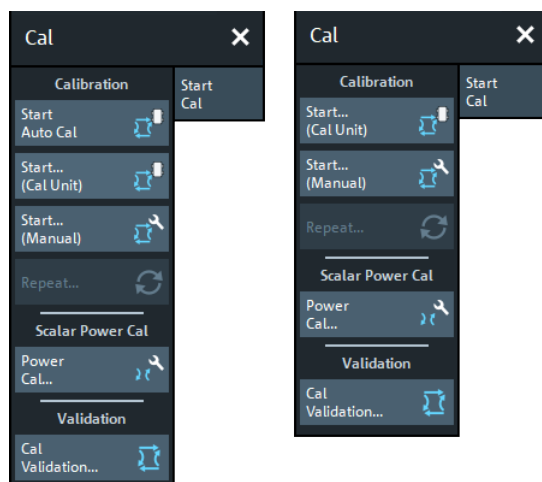 Cal
Calibration
Start
Auto Cal
Start...
(Cal Unit)
Start...
(Manual)
Repeat...
Scalar Power Cal
Power
Cal...
Validation
Cal
Validation...
Start
Cal
Cal
Calibration
Start...
(Cal Unit)
Start...
(Manual)
Repeat...
Scalar Power Cal
Power
Cal...
Validation
Cal
Validation...
Start
Cal